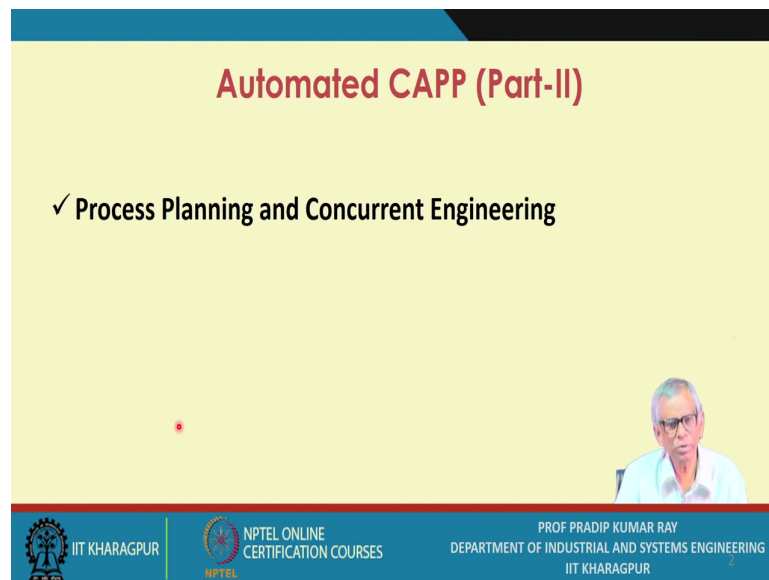 Automated CAPP (Part-II)
✓ Process Planning and Concurrent Engineering
IIT KHARAGPUR
NPTEL
NPTEL ONLINE
CERTIFICATION COURSES
PROF PRADIP KUMAR RAY
DEPARTMENT OF INDUSTRIAL AND SYSTEMS ENGINEERING
IIT KHARAGPUR
2